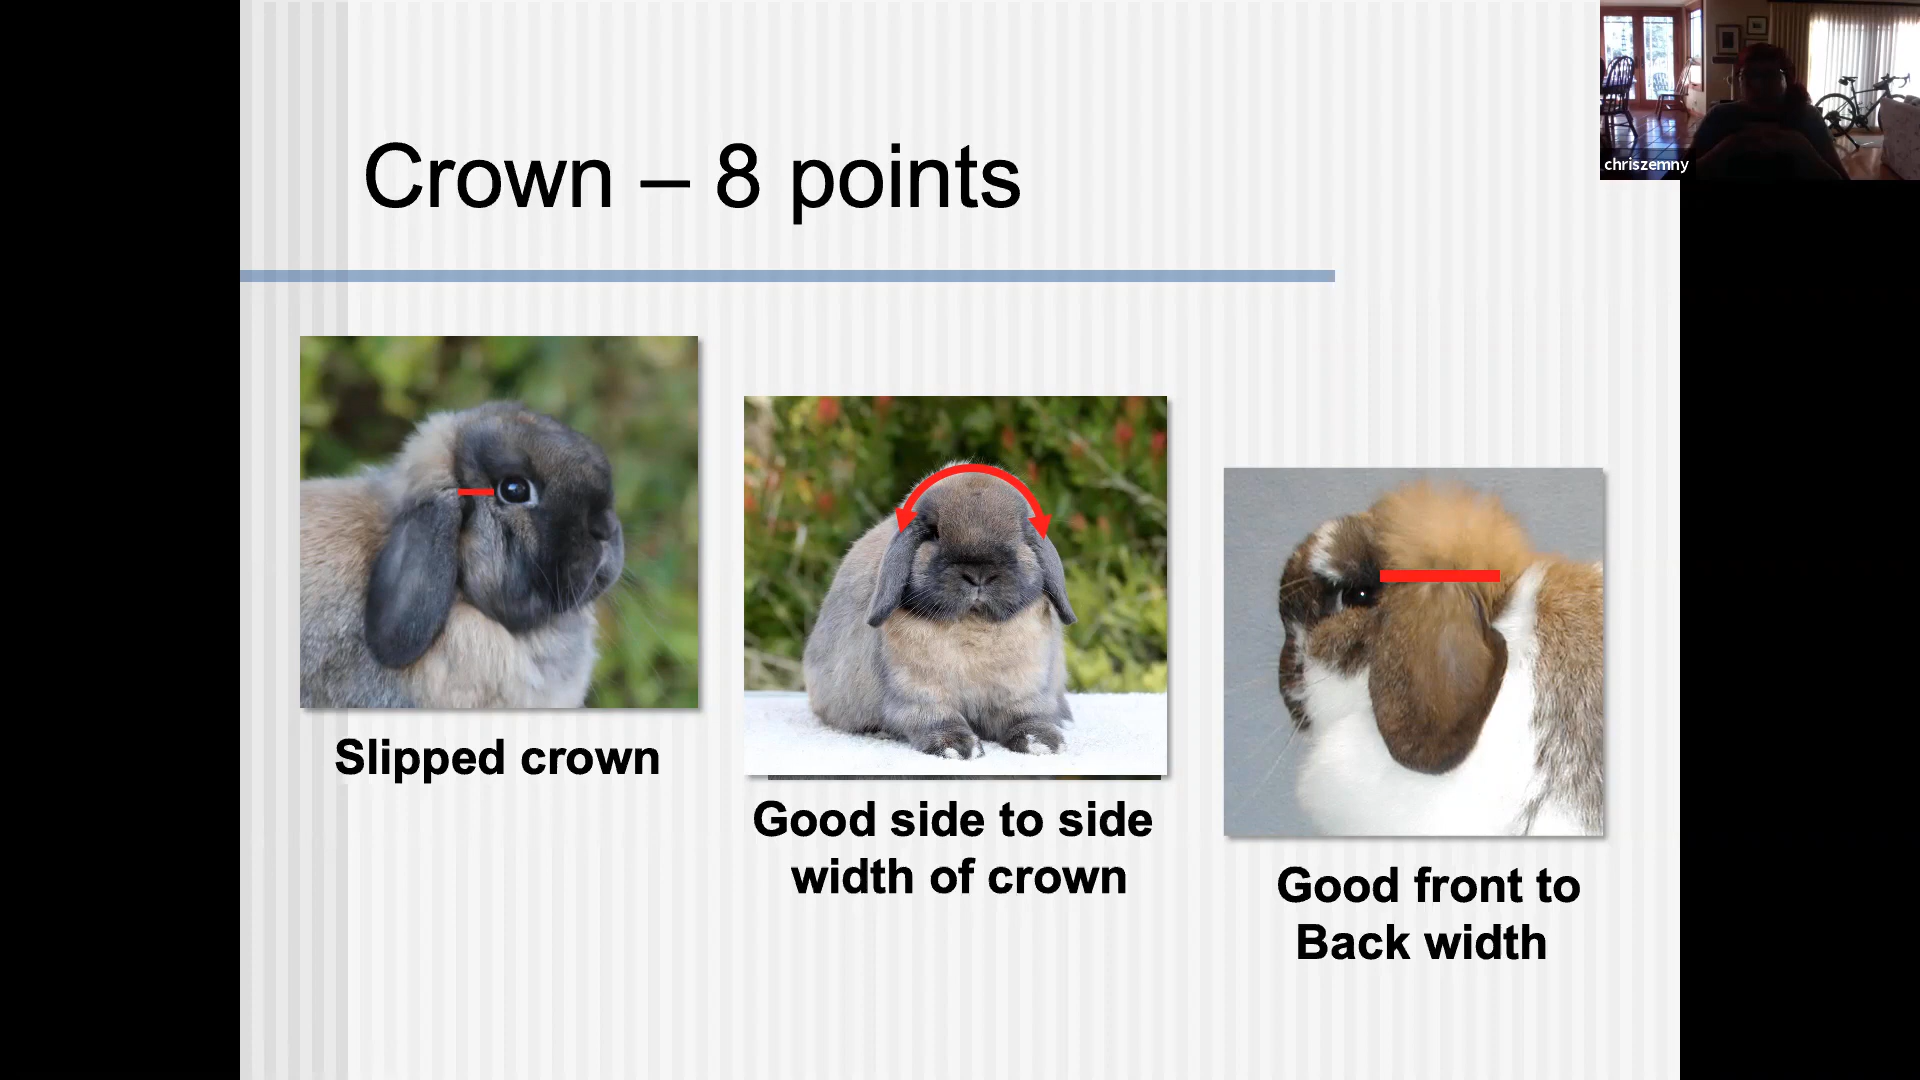 Crown – 8 points
chriszemny
Slipped crown
Good side to side
width of crown
Good front to
Back width